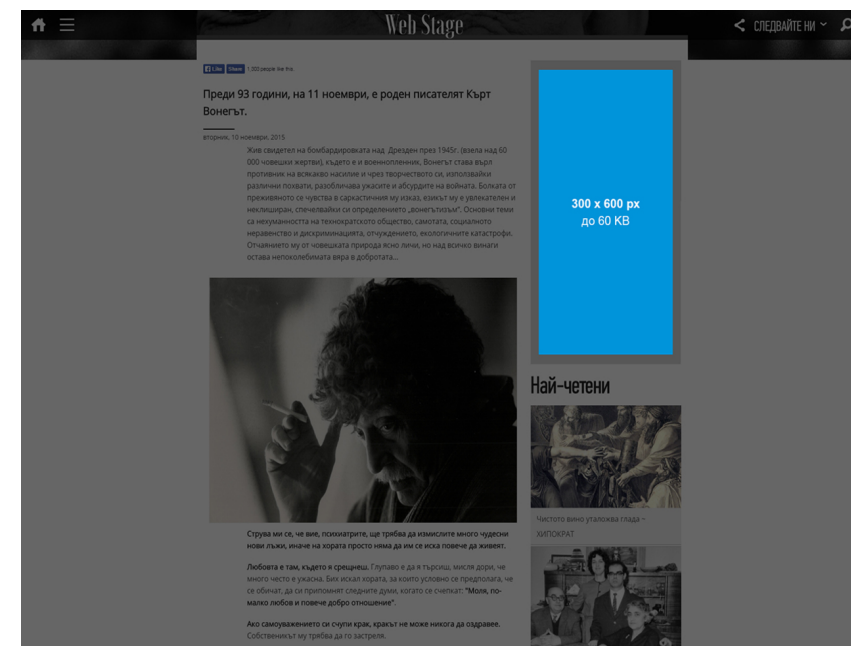 Web Stage
СЛЕДВАЙТЕ НИ
Like Share 1,300 people like this.
Преди 93 години, на 11 ноември, е роден писателят Кърт
Вонегът.
вторник, 10 ноември, 2015
Жив свидетел на бомбардировката над Дрезден през 1945г. (взела над 60
000 човешки жертви), където е и военнопленник, Вонегът става върл
противник на всякакво насилие и чрез творчеството си, използвайки
различни похвати, разобличава ужасите и абсурдите на войната. Болката от
преживяното се чувства в саркастичния му изказ, езикът му е увлекателен и
неклиширан, спечелвайки си определението „вонегътизъм". Основни теми
са нехуманността на технократското общество, самотата, социалното
неравенство и дискриминацията, отчуждението, екологичните катастрофи.
Отчаянието му от човешката природа ясно личи, но над всичко винаги
остава непоколебимата вяра в добротата...
Струва ми се, че вие, психиатрите, ще трябва да измислите много чудесни
нови лъжи, иначе на хората просто няма да им се иска повече да живеят.
Любовта е там, където я срещнеш. Глупаво е да я търсиш, мисля дори, че
много често е ужасна. Бих искал хората, за които условно се предполага, че
се обичат, да си припомнят следните думи, когато се счепкат: "Моля, по-
малко любов и повече добро отношение".
Ако самоуважението си счупи крак, кракът не може никога да оздравее.
Собственикът му трябва да го застреля.
300 x 600 px
до 60 KB
Най-четени
Чистото вино уталожва глада –
ХИПОКРАТ